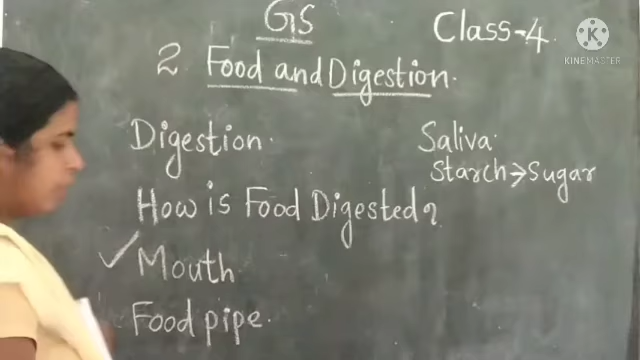 GS
Class-4
2 Food and Digestion.
Digestion.
Saliva.
Starch→Sugar
How is Food Digested?
✓Mouth.
Food pipe.
KINEMASTER